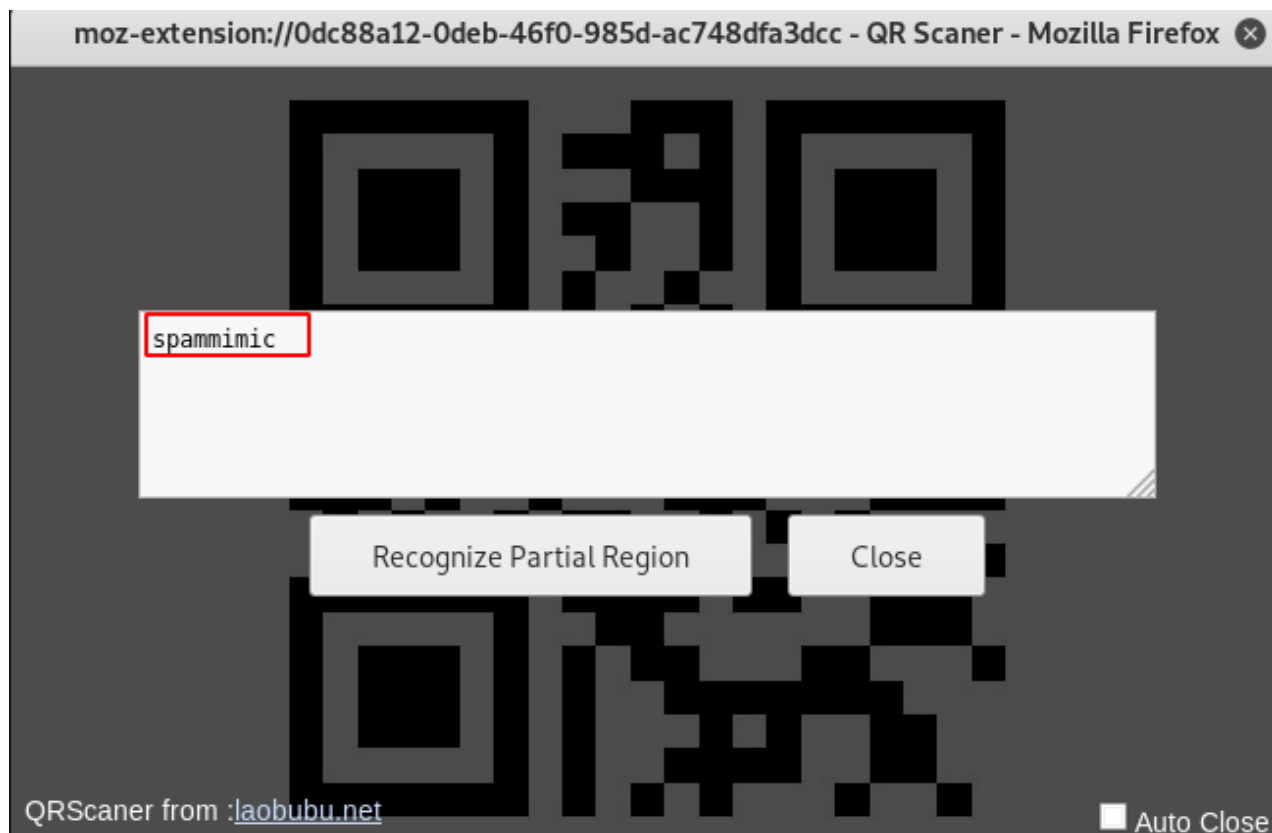 moz-extension://0dc88a12-0deb-46f0-985d-ac748dfa3dcc - QR Scaner - Mozilla Firefox
spammimic
Recognize Partial Region
Close
QRScaner from :laobubu.net
Auto Close